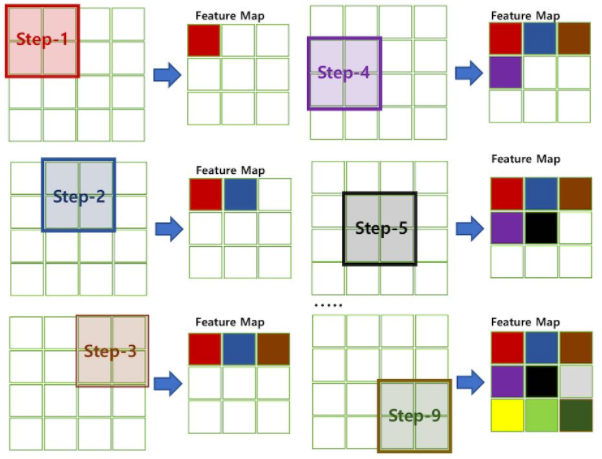 Feature Map
Step-1
Feature Map
Step-4
Feature Map
Step-2
Feature Map
Step-5
.....
Feature Map
Step-3
Feature Map
Step-9